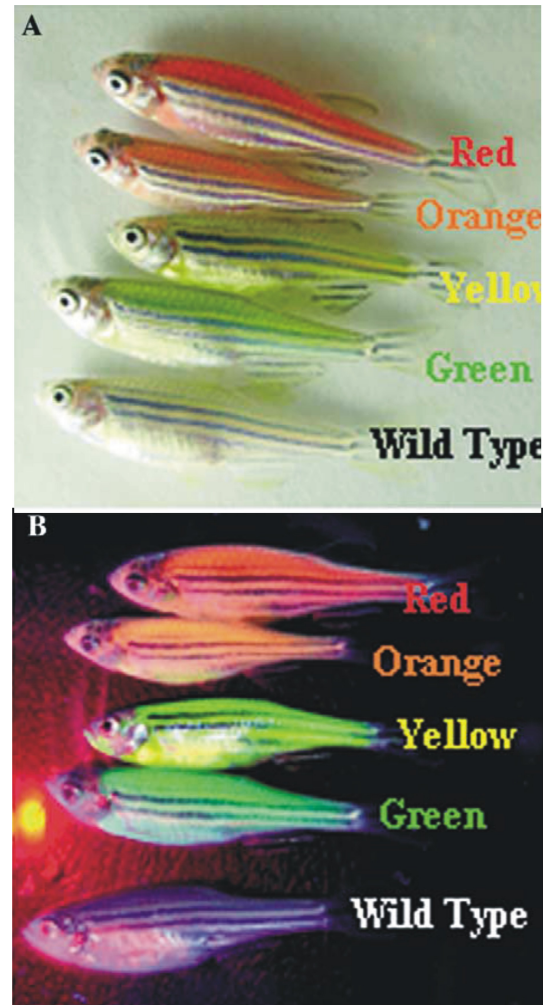 A
Red
Orange
Yellow
Green
Wild Type
B
Red
Orange
Yellow
Green
Wild Type